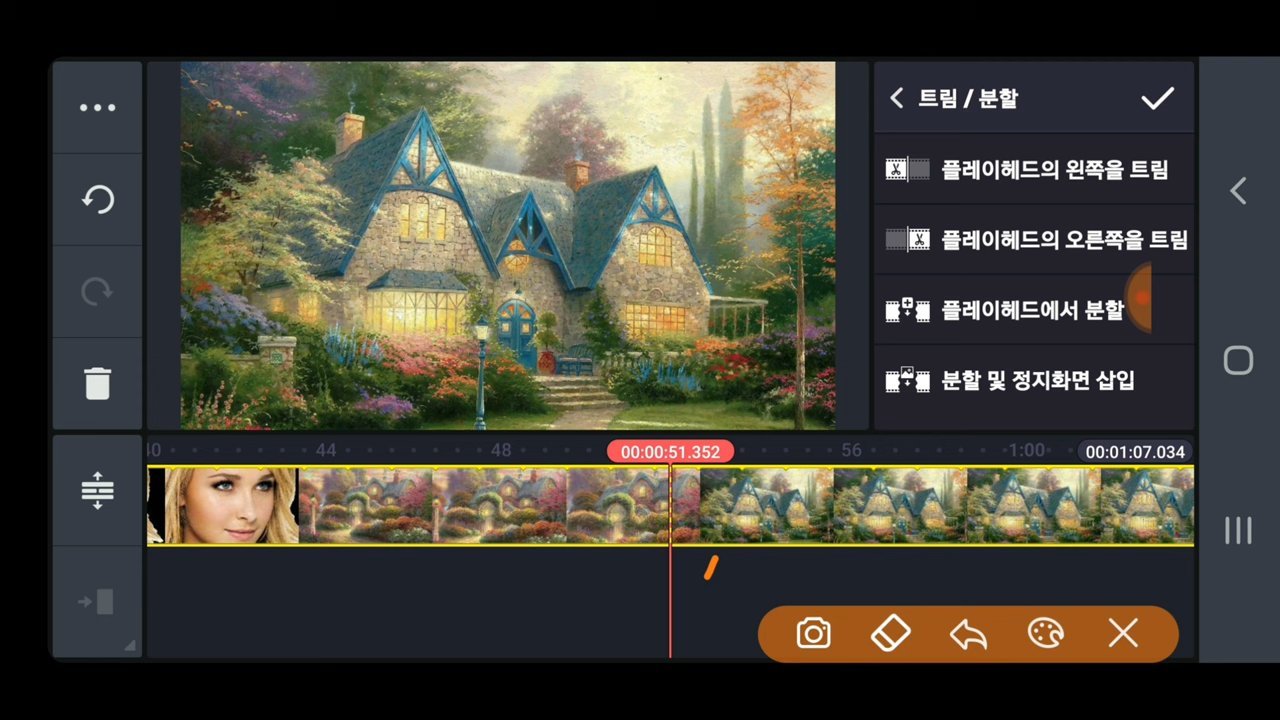 트림 / 분할
플레이헤드의 왼쪽을 트림
플레이헤드의 오른쪽을 트림
플레이헤드에서 분할
분할 및 정지화면 삽입
40 44 48 00:00:51.352 56 1:00 00:01:07.034